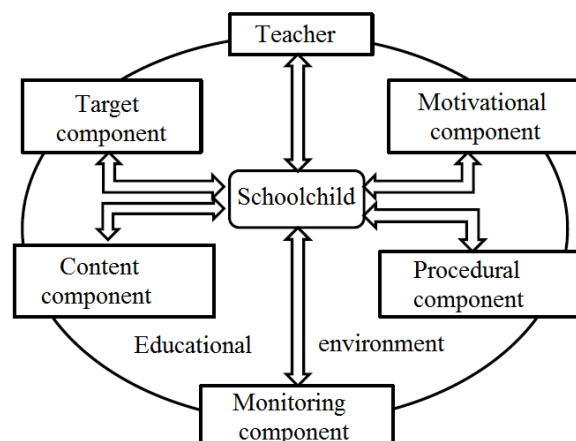 Teacher
Target
component
Motivational
component
Schoolchild
Content
component
Procedural
component
Educational environment
Monitoring
component